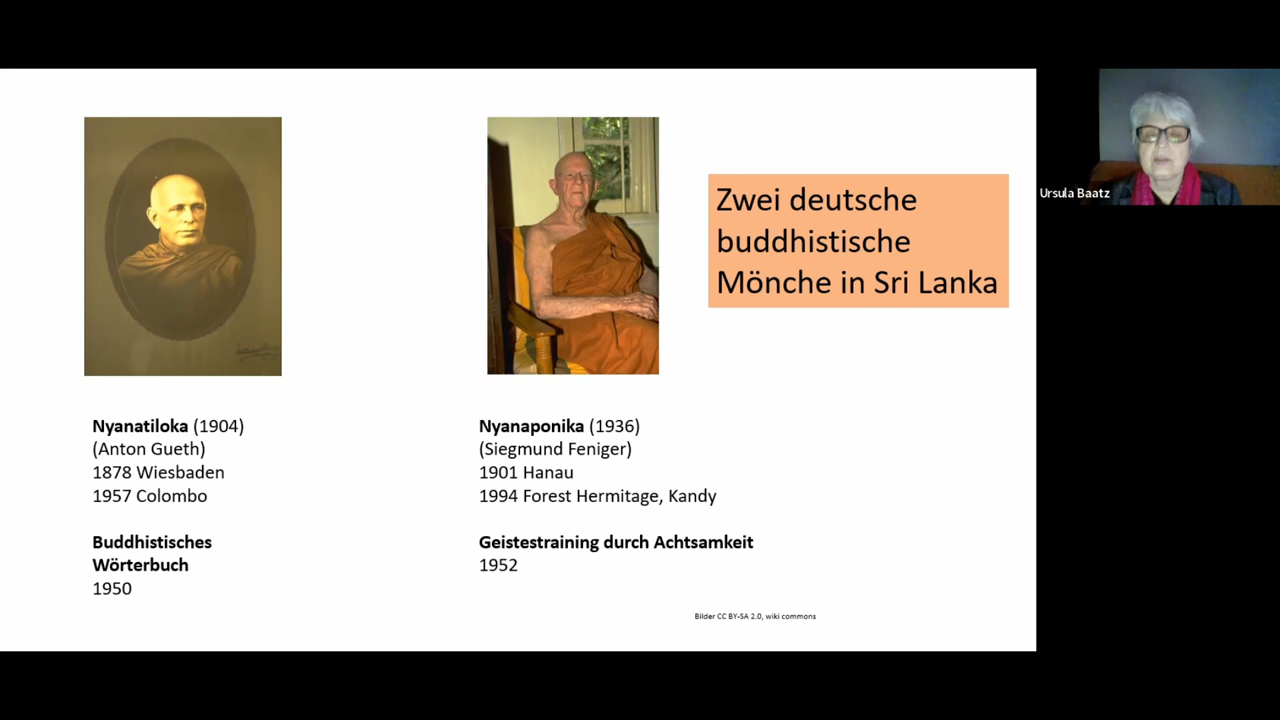 Zwei deutsche
buddhistische
Mönche in Sri Lanka
Ursula Baatz
Nyanatiloka (1904)
(Anton Gueth)
1878 Wiesbaden
1957 Colombo
Buddhistisches
Wörterbuch
1950
Nyanaponika (1936)
(Siegmund Feniger)
1901 Hanau
1994 Forest Hermitage, Kandy
Geistestraining durch Achtsamkeit
1952
Bilder CC BY-SA 2.0, wiki commons